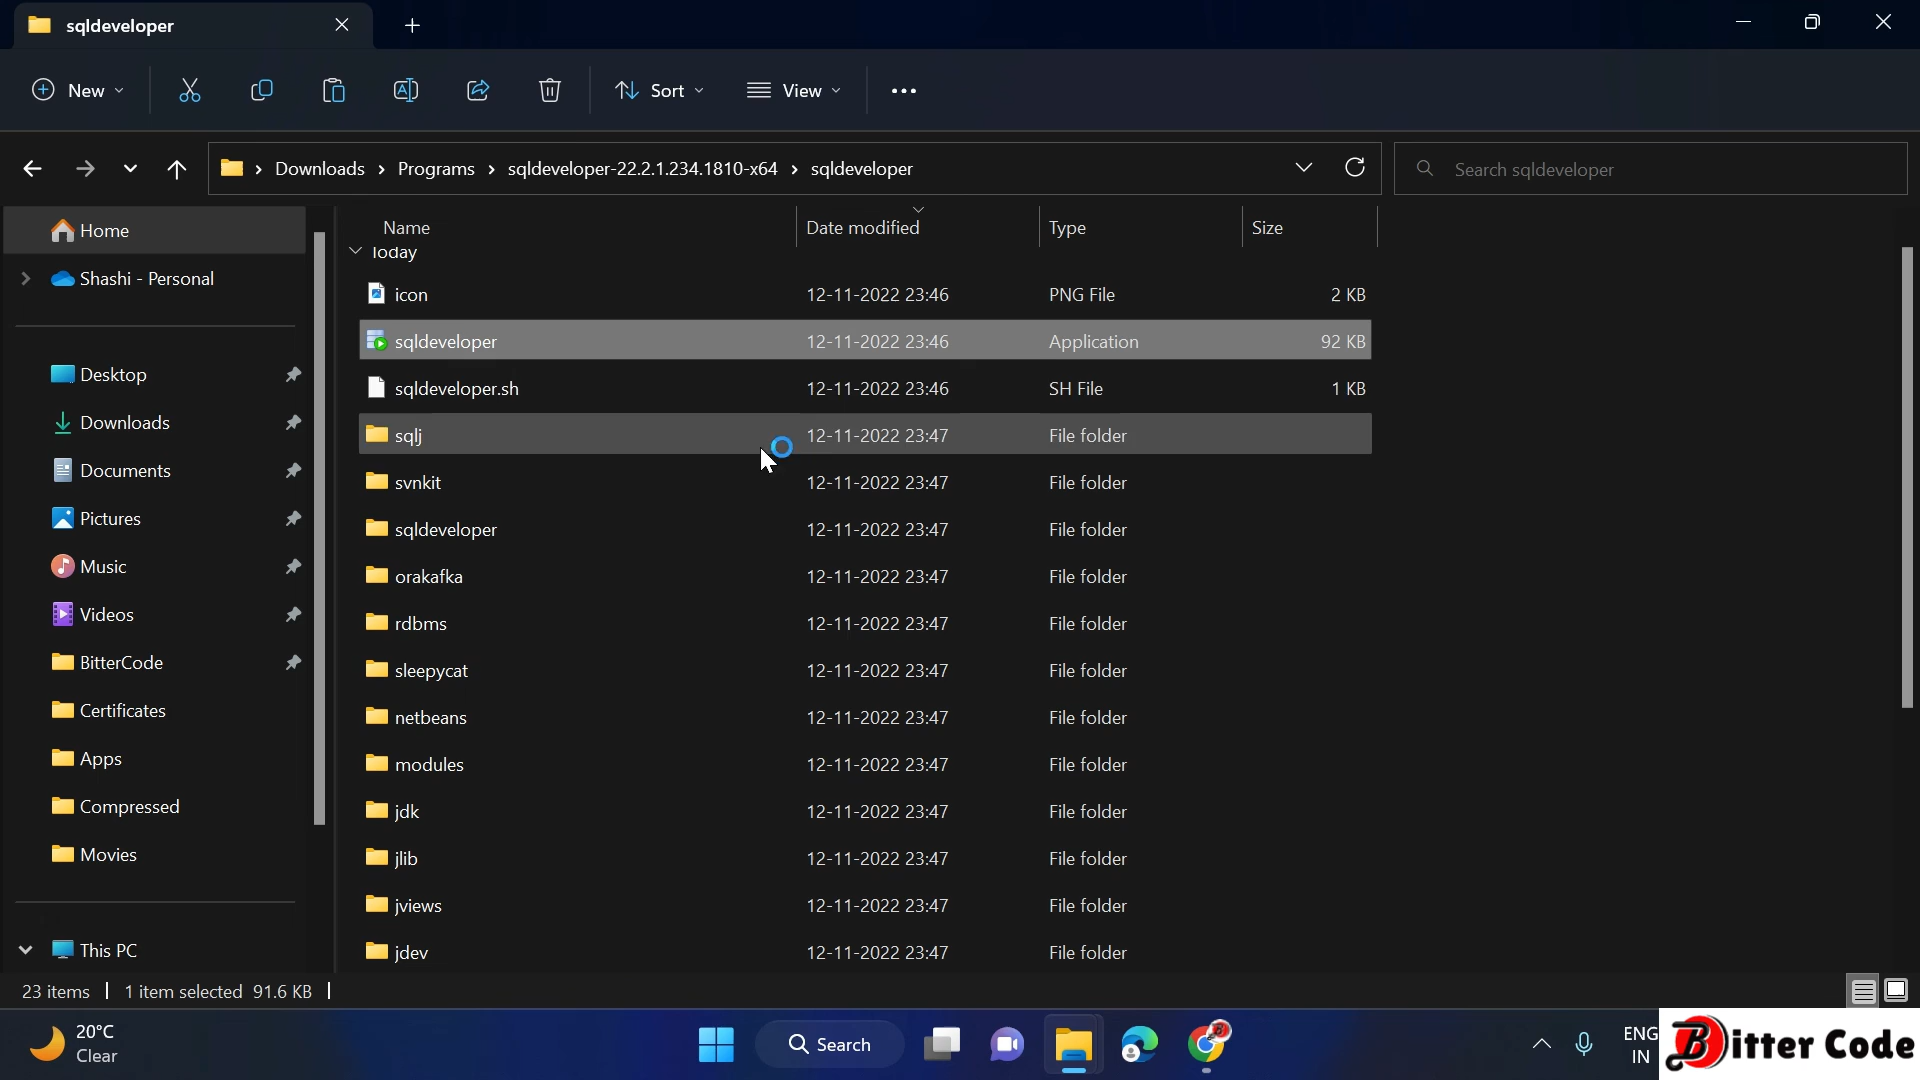 sqldeveloper
New
Sort
View
Downloads > Programs > sqldeveloper-22.2.1.234.1810-x64 > sqldeveloper
Search sqldeveloper
Home
Shashi - Personal
Desktop
Downloads
Documents
Pictures
Music
Videos
BitterCode
Certificates
Apps
Compressed
Movies
This PC
Name Date modified Type Size
Today
icon 12-11-2022 23:46 PNG File 2 KB
sqldeveloper 12-11-2022 23:46 Application 92 KB
sqldeveloper.sh 12-11-2022 23:46 SH File 1 KB
sqlj 12-11-2022 23:47 File folder
svnkit 12-11-2022 23:47 File folder
sqldeveloper 12-11-2022 23:47 File folder
orakafka 12-11-2022 23:47 File folder
rdbms 12-11-2022 23:47 File folder
sleepycat 12-11-2022 23:47 File folder
netbeans 12-11-2022 23:47 File folder
modules 12-11-2022 23:47 File folder
jdk 12-11-2022 23:47 File folder
jlib 12-11-2022 23:47 File folder
jviews 12-11-2022 23:47 File folder
jdev 12-11-2022 23:47 File folder
23 items | 1 item selected 91.6 KB |
20°C
Clear
Search
ENG
IN
Bitter Code